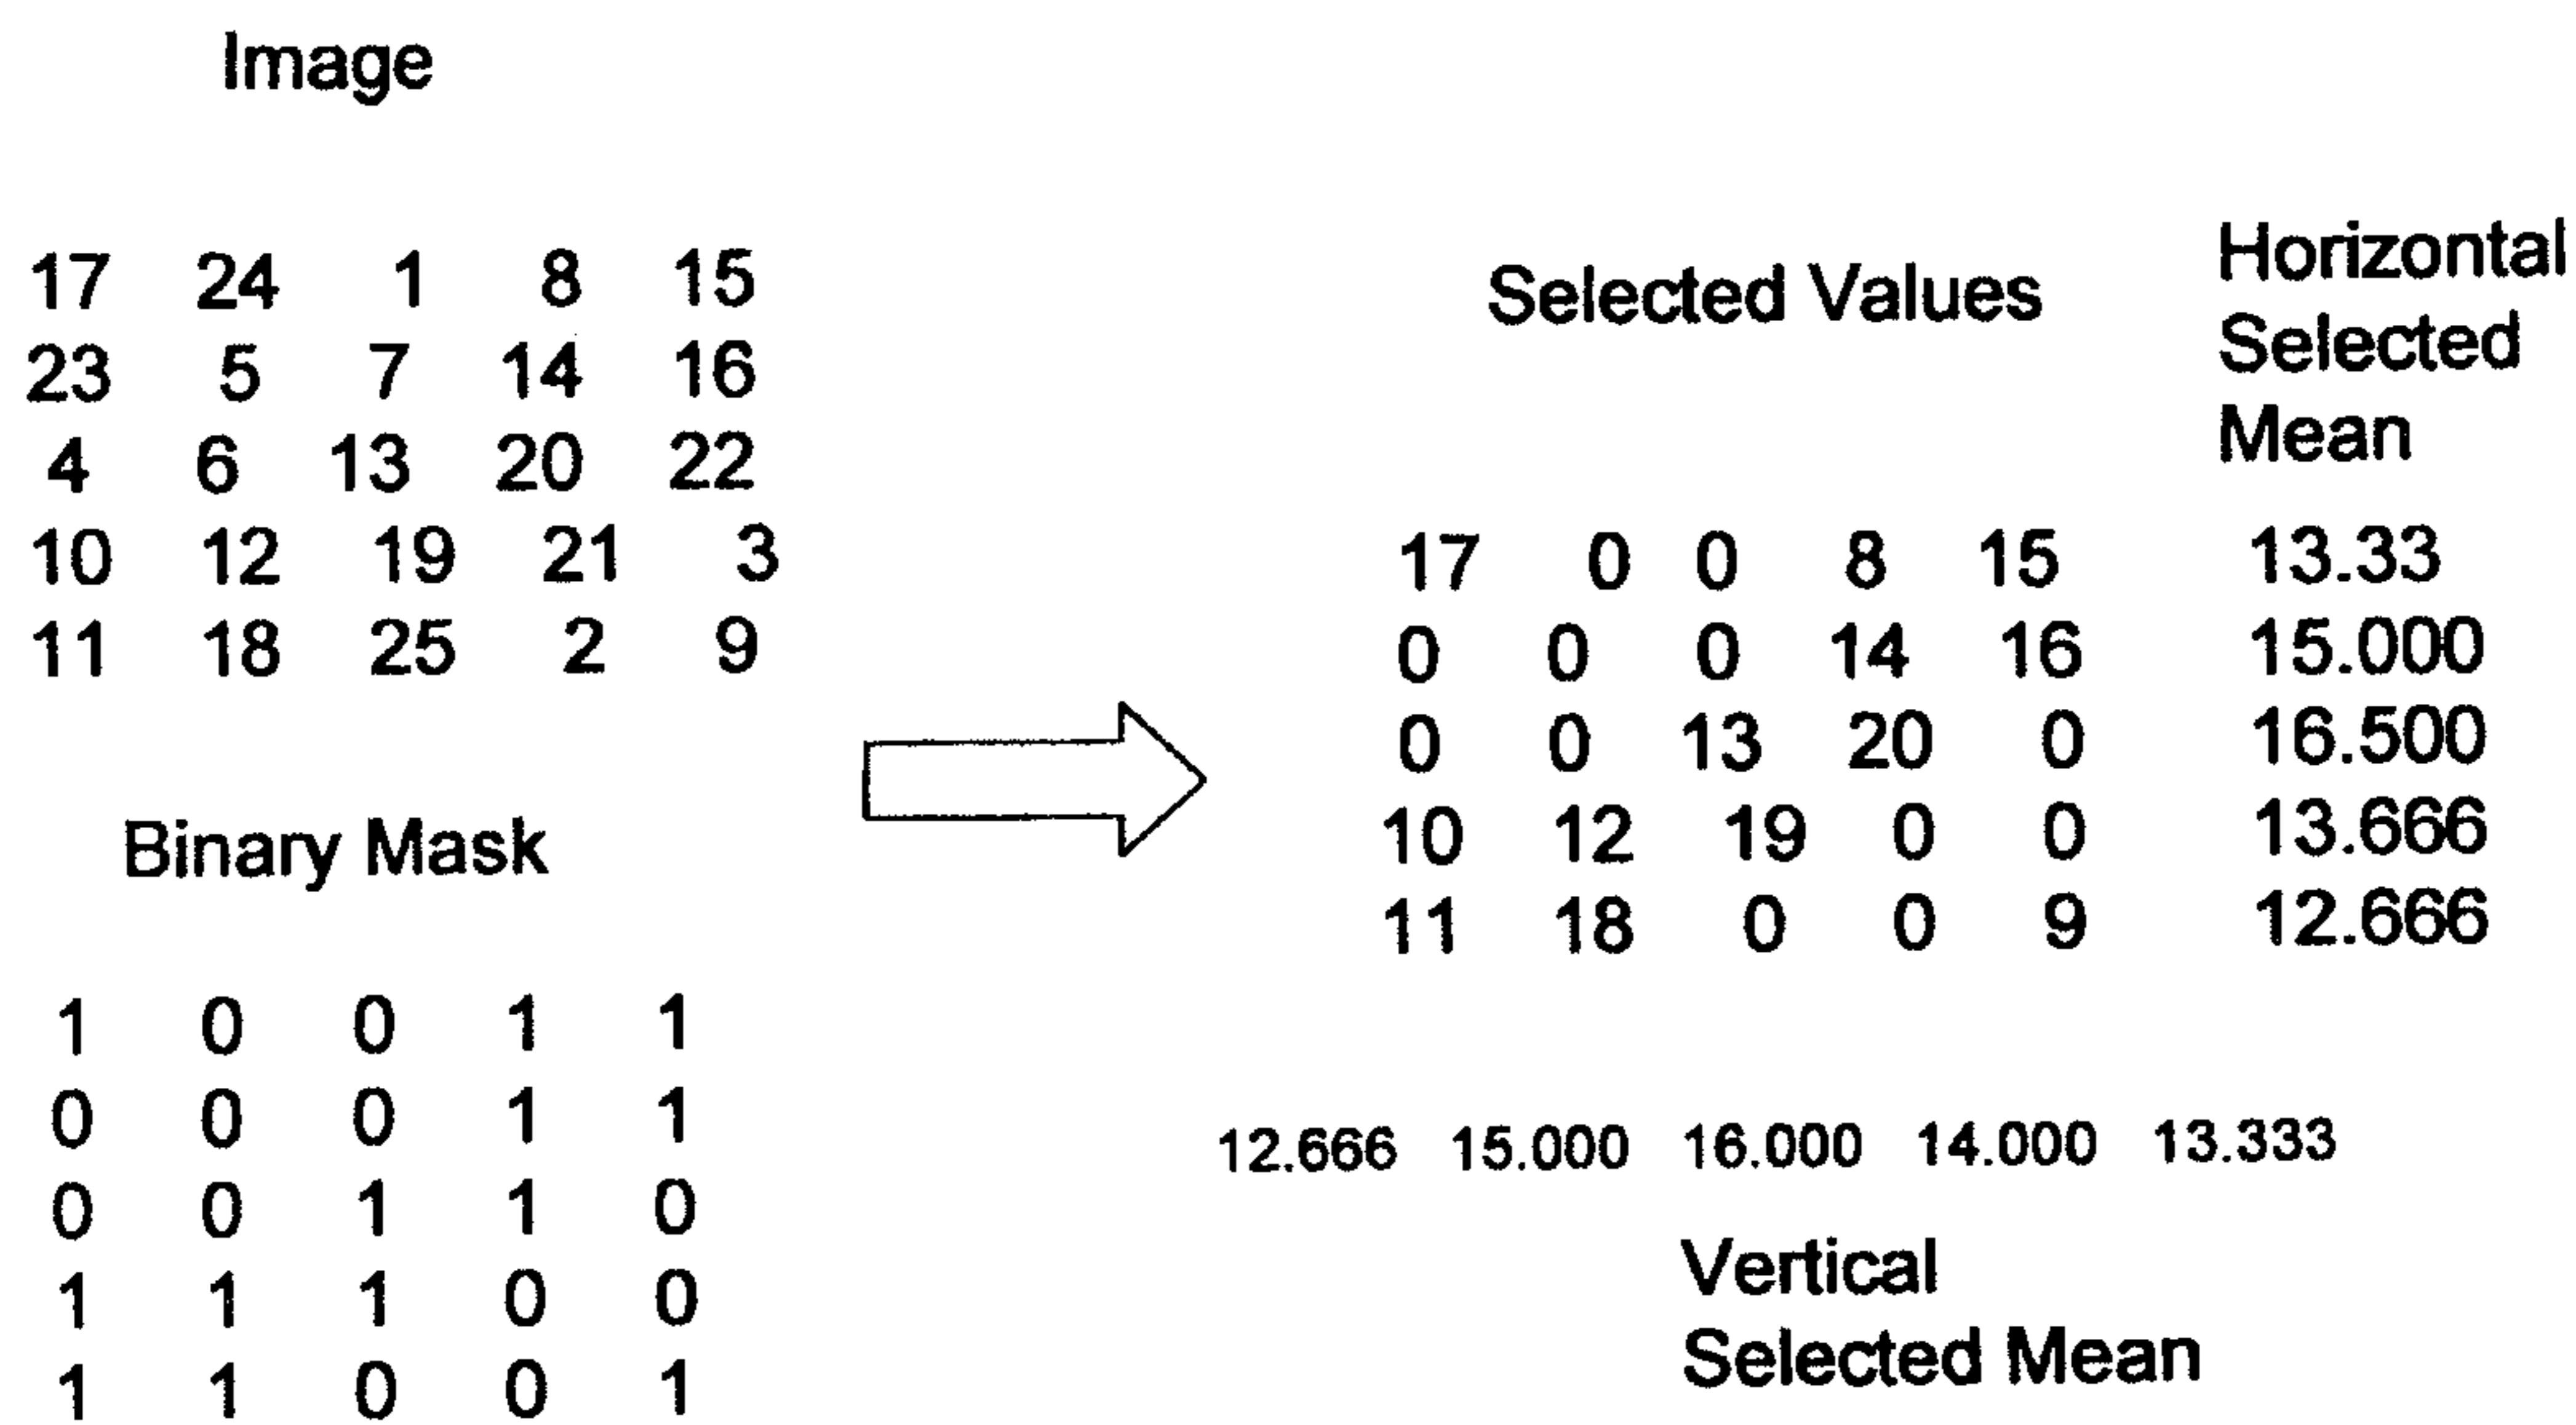 Image
17 24 1 8 15
23 5 7 14 16
4 6 13 20 22
10 12 19 21 3
11 18 25 2 9
Binary Mask
1 0 0 1 1
0 0 0 1 1
0 0 1 1 0
1 1 1 0 0
1 1 0 0 1
Selected Values
Horizontal
Selected
Mean
17 0 0 8 15 13.33
0 0 0 14 16 15.000
0 0 13 20 0 16.500
10 12 19 0 0 13.666
11 18 0 0 9 12.666
12.666 15.000 16.000 14.000 13.333
Vertical
Selected Mean